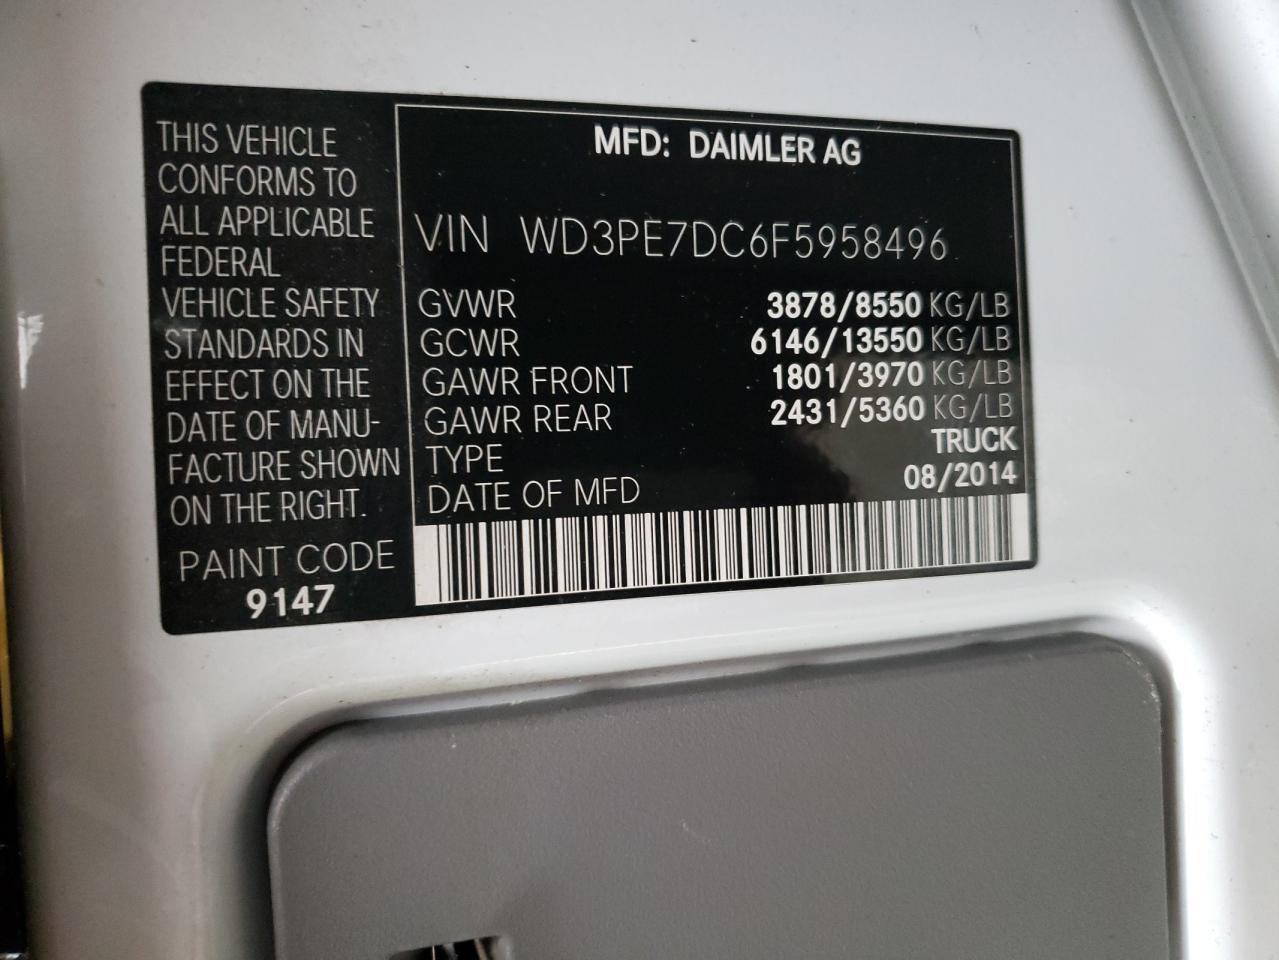 THIS VEHICLE
CONFORMS TO
ALL APPLICABLE
FEDERAL
VEHICLE SAFETY
STANDARDS IN
EFFECT ON THE
DATE OF MANU-
FACTURE SHOWN
ON THE RIGHT.
PAINT CODE
9147
MFD: DAIMLER AG
VIN WD3PE7DC6F5958496
GVWR 3878/8550 KG/LB
GCWR 6146/13550 KG/LB
GAWR FRONT 1801/3970 KG/LB
GAWR REAR 2431/5360 KG/LB
TYPE TRUCK
DATE OF MFD 08/2014